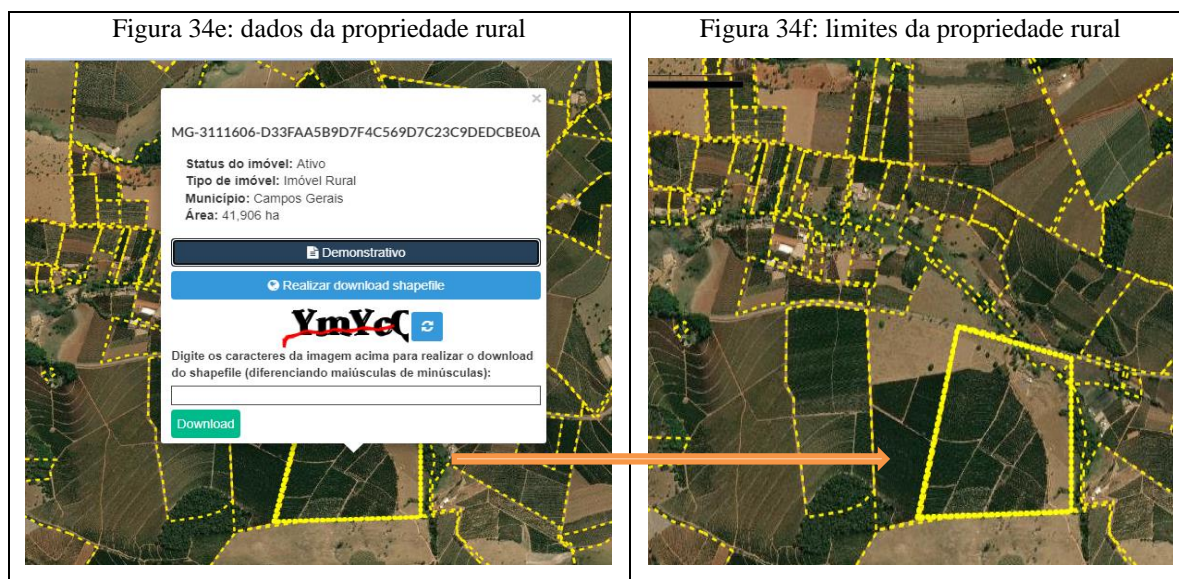 Figura 34e: dados da propriedade rural
Figura 34f: limites da propriedade rural
×
MG-3111606-D33FAA5B9D7F4C569D7C23C9DEDCBE0A
Status do imóvel: Ativo
Tipo de imóvel: Imóvel Rural
Município: Campos Gerais
Área: 41,906 ha
Demonstrativo
Realizar download shapefile
Digite os caracteres da imagem acima para realizar o download
do shapefile (diferenciando maiúsculas de minúsculas):
Download